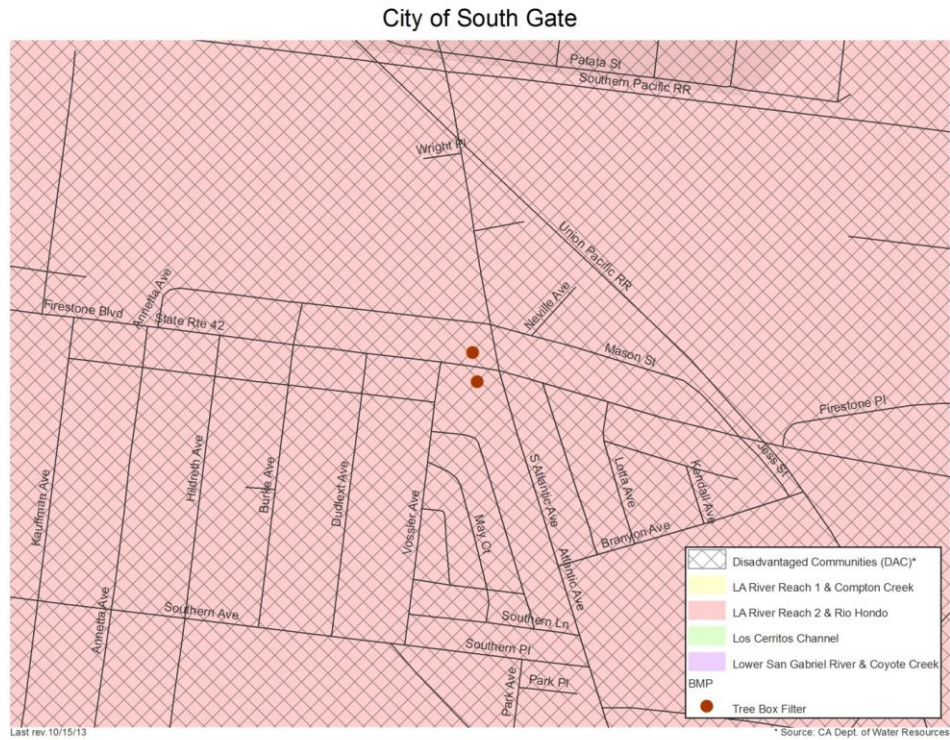 City of South Gate
Patata St
Southern Pacific RR
Wright Pl
Union Pacific RR
Annetta Ave
Neville Ave
Firestone Blvd
State Rte 42
Mason St
Firestone Pl
Jess St
Kauffman Ave
Hildreth Ave
Burke Ave
Dudlext Ave
Vossler Ave
May Ct
S Atlantic Ave
Lotta Ave
Kendall Ave
Branyon Ave
Atlantic Ave
Annetta Ave
Southern Ave
Southern Ln
Southern Pl
Park Ave
Park Pl
Disadvantaged Communities (DAC)*
LA River Reach 1 & Compton Creek
LA River Reach 2 & Rio Hondo
Los Cerritos Channel
Lower San Gabriel River & Coyote Creek
BMP
Tree Box Filter
Last rev.10/15/13
* Source: CA Dept. of Water Resources